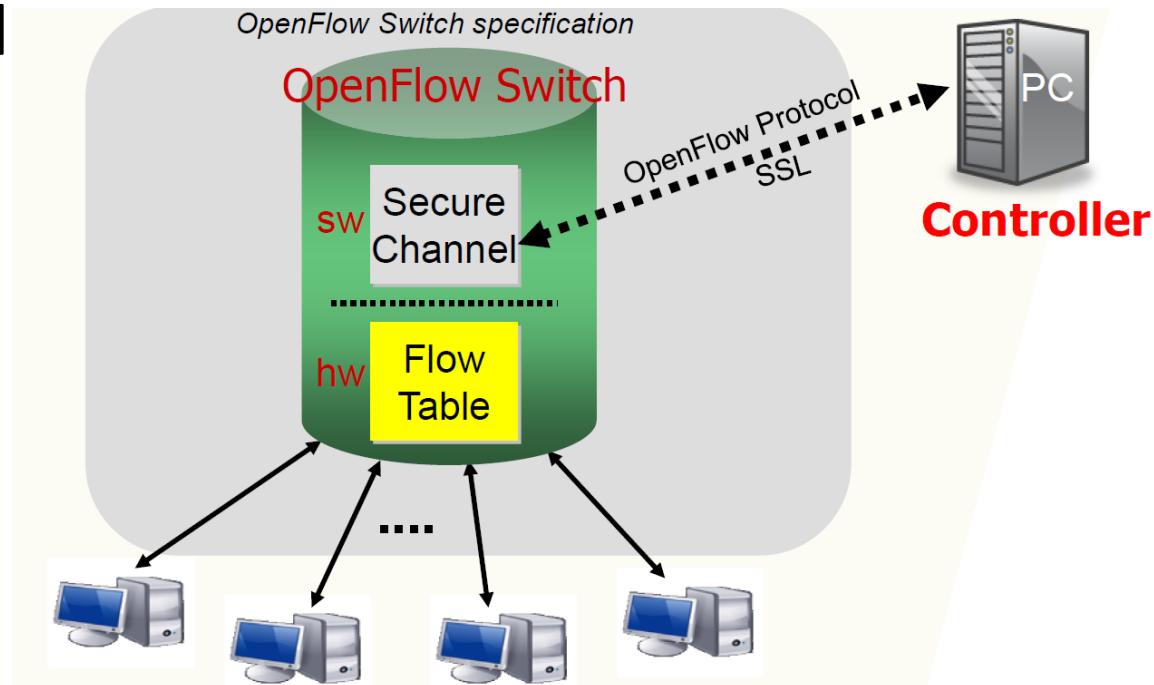 OpenFlow Switch specification
OpenFlow Switch
PC
OpenFlow Protocol
SSL
Controller
sw
Secure
Channel
hw
Flow
Table